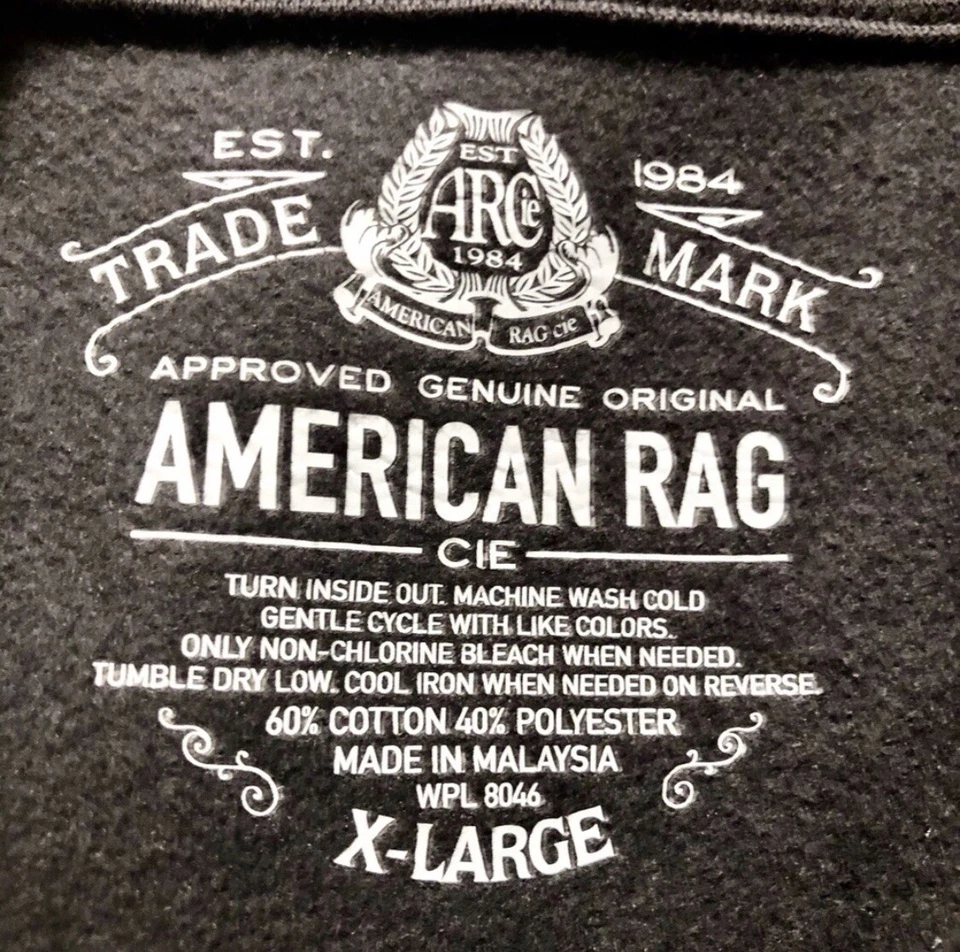 EST. 1984
TRADE MARK
EST
ARCie
1984
AMERICAN RAG cie
APPROVED GENUINE ORIGINAL
AMERICAN RAG
CIE
TURN INSIDE OUT. MACHINE WASH COLD
GENTLE CYCLE WITH LIKE COLORS.
ONLY NON-CHLORINE BLEACH WHEN NEEDED.
TUMBLE DRY LOW. COOL IRON WHEN NEEDED ON REVERSE.
60% COTTON 40% POLYESTER
MADE IN MALAYSIA
WPL 8046
X-LARGE